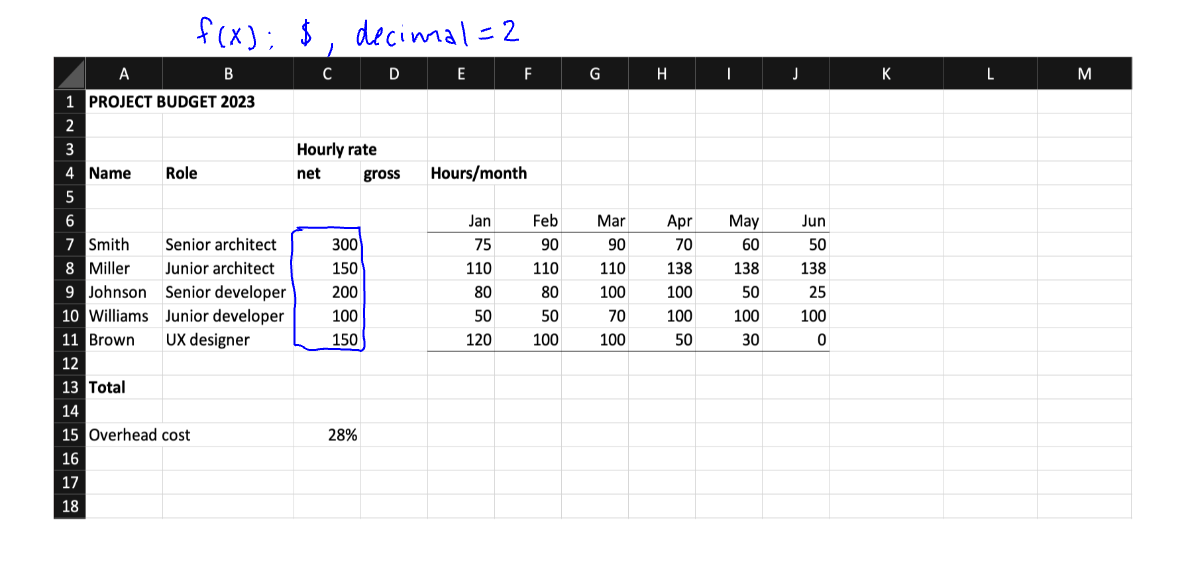 f(x); $, decimal = 2
A B C D E F G H I J K L M
1 PROJECT BUDGET 2023
2
3 Hourly rate
4 Name Role net gross Hours/month
5
6 Jan Feb Mar Apr May Jun
7 Smith Senior architect 300 75 90 90 70 60 50
8 Miller Junior architect 150 110 110 110 138 138 138
9 Johnson Senior developer 200 80 80 100 100 50 25
10 Williams Junior developer 100 50 50 70 100 100 100
11 Brown UX designer 150 120 100 100 50 30 0
12
13 Total
14
15 Overhead cost 28%
16
17
18